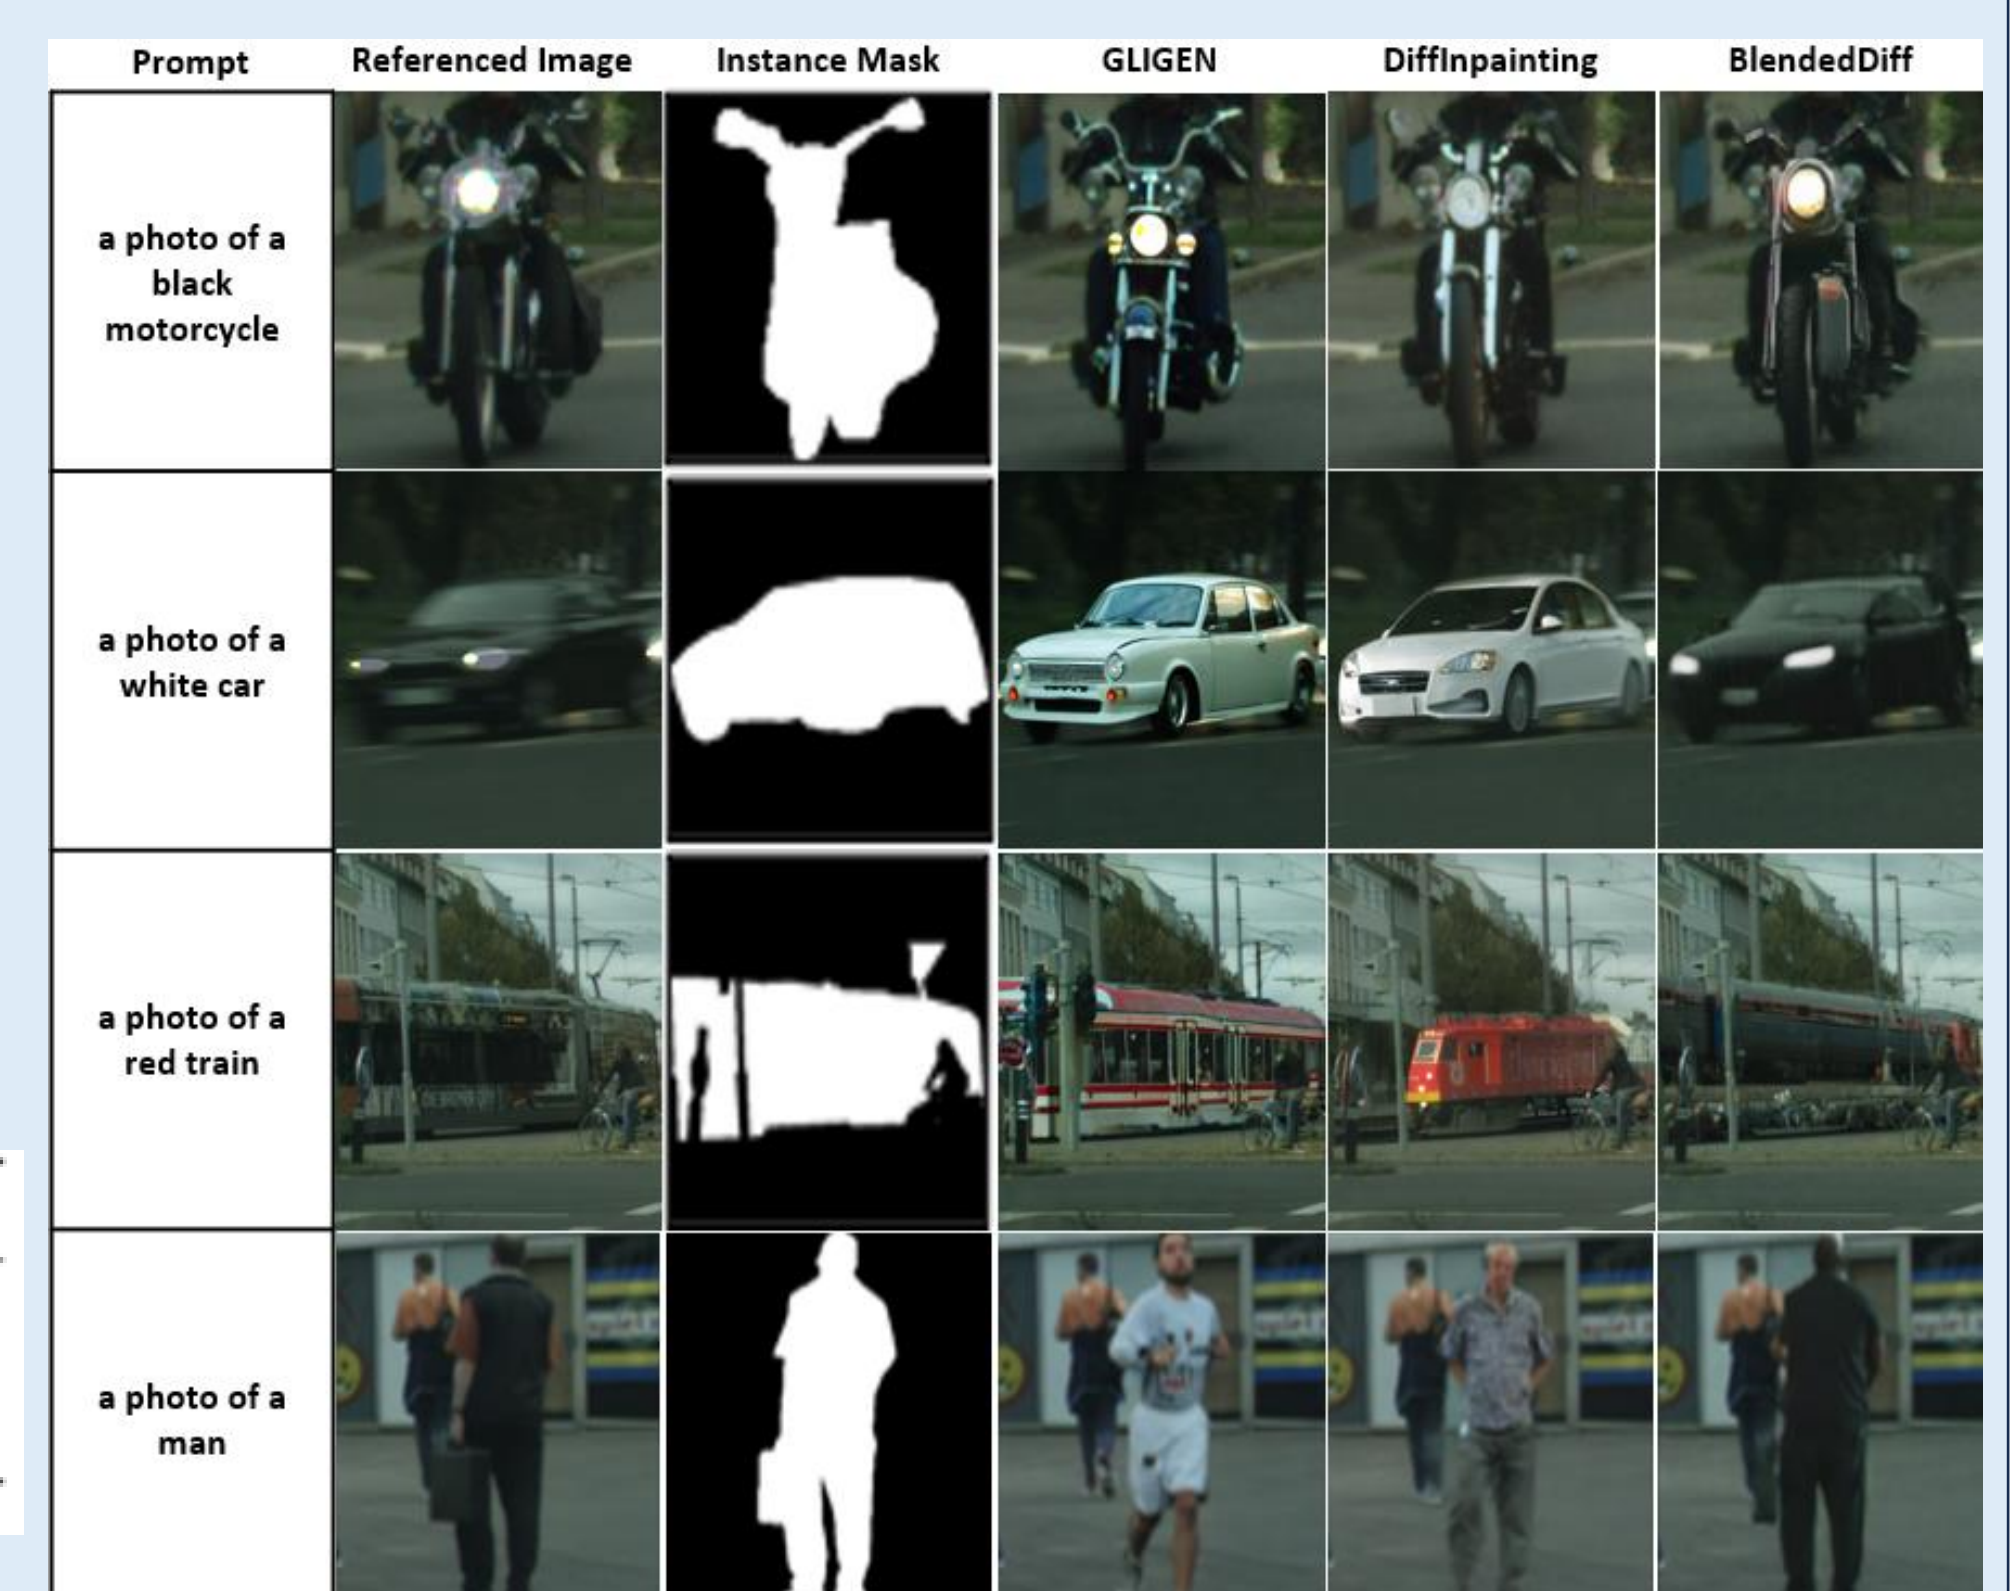 Prompt Referenced Image Instance Mask GLIGEN DiffInpainting BlendedDiff
a photo of a
black
motorcycle
a photo of a
white car
a photo of a
red train
a photo of a
man